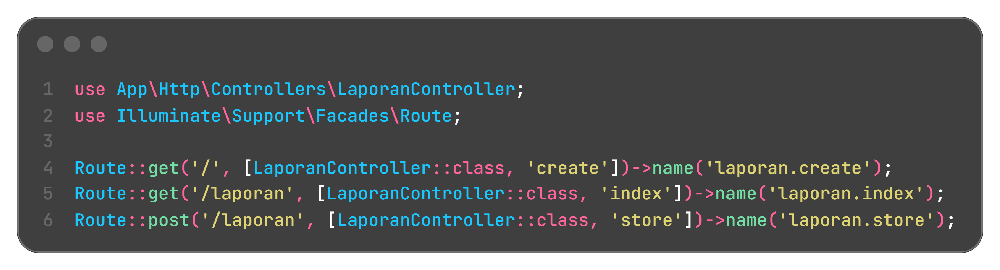 1 use App\Http\Controllers\LaporanController;
2 use Illuminate\Support\Facades\Route;
3
4 Route::get('/', [LaporanController::class, 'create'])->name('laporan.create');
5 Route::get('/laporan', [LaporanController::class, 'index'])->name('laporan.index');
6 Route::post('/laporan', [LaporanController::class, 'store'])->name('laporan.store');